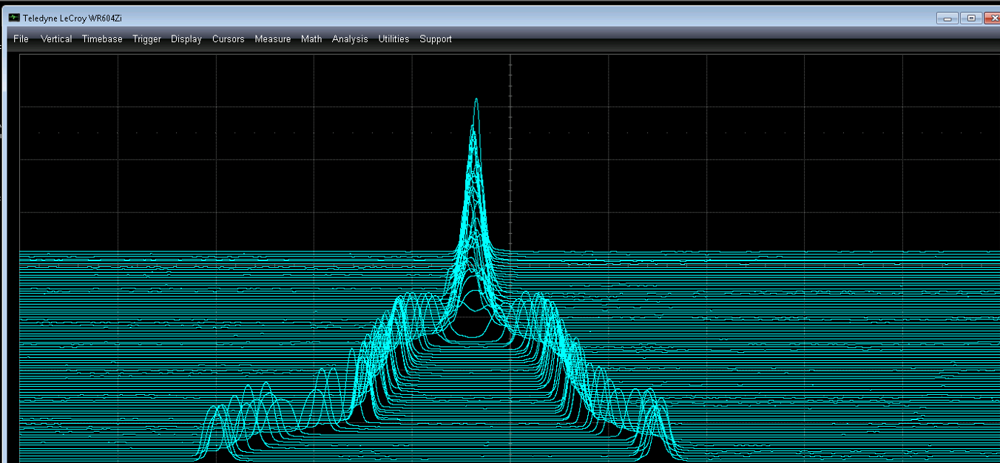 Teledyne LeCroy WR604Zi
File Vertical Timebase Trigger Display Cursors Measure Math Analysis Utilities Support